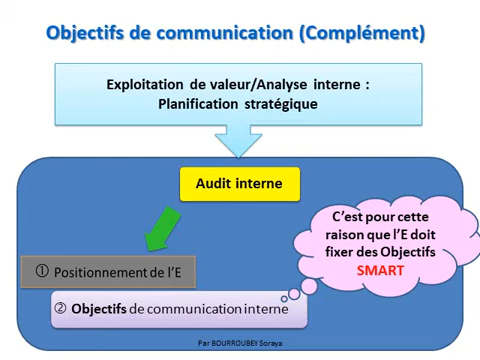 Objectifs de communication (Complément)
Exploitation de valeur/Analyse interne :
Planification stratégique
Audit interne
C'est pour cette
raison que l'E doit
fixer des Objectifs
SMART
① Positionnement de l'E
② Objectifs de communication interne
Par BOURROUBEY Soraya